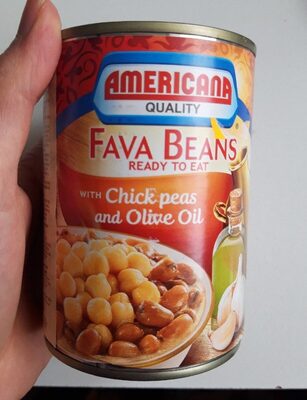 AMERICANA
QUALITY
FAVA BEANS
READY TO EAT
WITH Chick peas
and Olive Oil